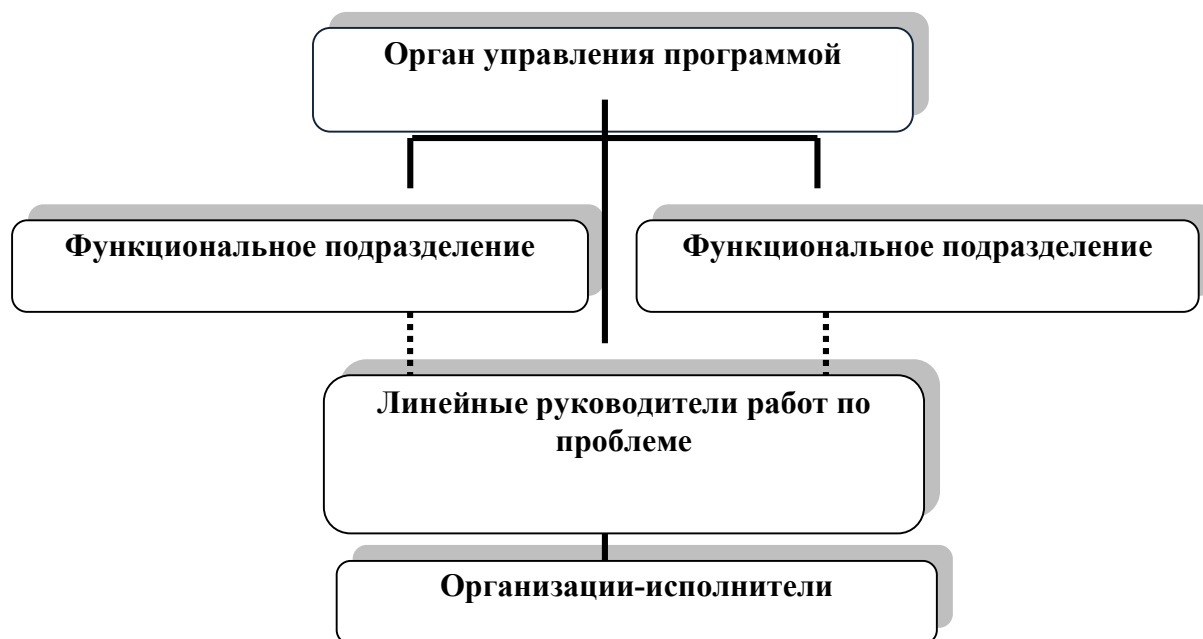 Орган управления программой
Функциональное подразделение
Функциональное подразделение
Линейные руководители работ по
проблеме
Организации-исполнители